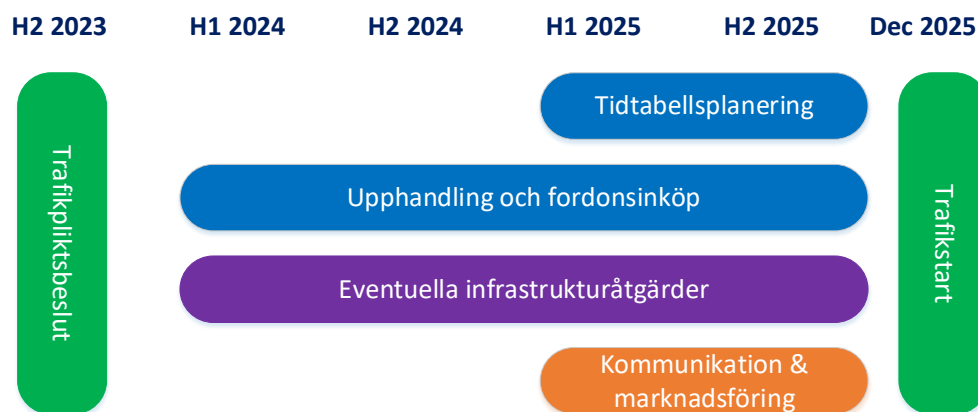 H2 2023 H1 2024 H2 2024 H1 2025 H2 2025 Dec 2025
Trafikpliktsbeslut
Tidtabellsplanering
Upphandling och fordonsinköp
Eventuella infrastrukturåtgärder
Kommunikation &
marknadsföring
Trafikstart